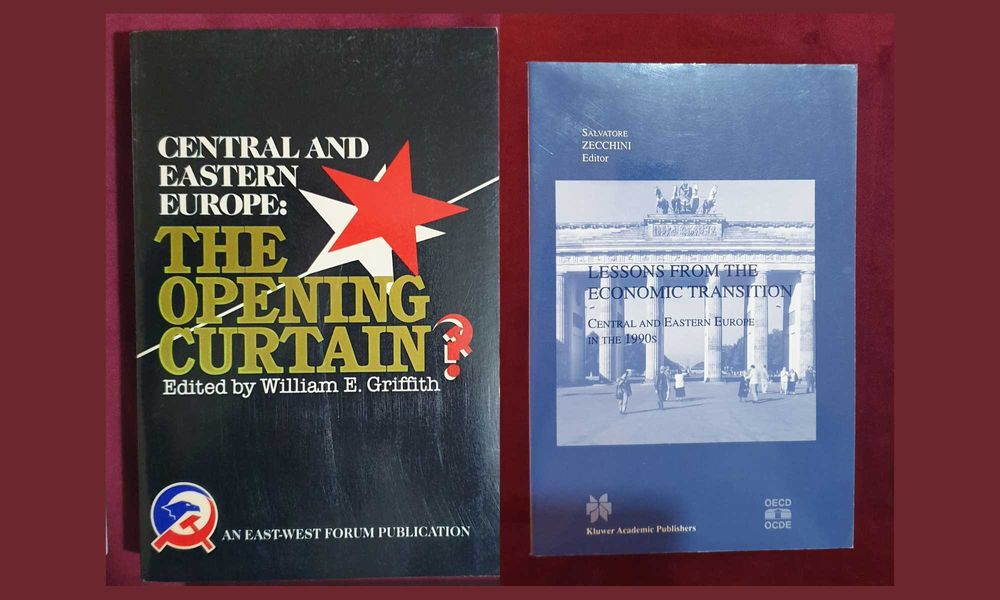 CENTRAL AND
EASTERN
EUROPE:
THE
OPENING
CURTAIN?
Edited by William E. Griffith
AN EAST-WEST FORUM PUBLICATION
SALVATORE
ZECCHINI
Editor
LESSONS FROM THE
ECONOMIC TRANSITION
CENTRAL AND EASTERN EUROPE
IN THE 1990S
Kluwer Academic Publishers
OECD
OCDE